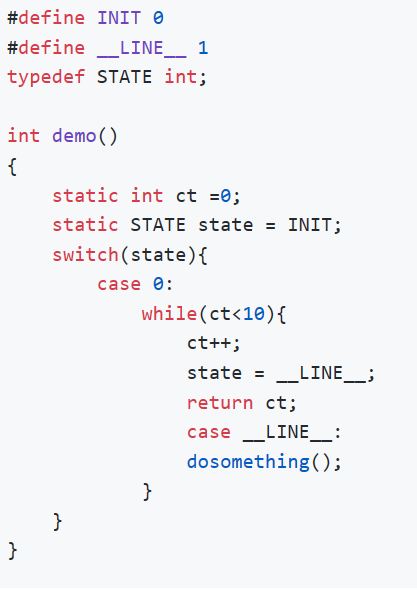 #define INIT 0
#define __LINE__ 1
typedef STATE int;

int demo()
{
    static int ct =0;
    static STATE state = INIT;
    switch(state){
        case 0:
            while(ct<10){
                ct++;
                state = __LINE__;
                return ct;
                case __LINE__:
                dosomething();
            }
    }
}